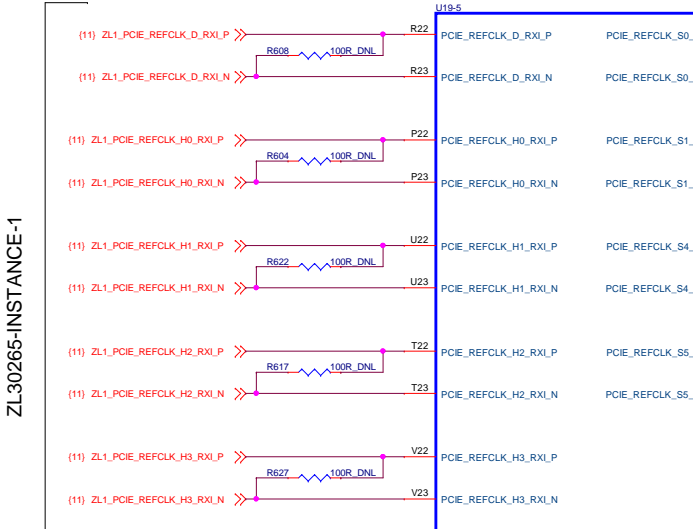 U19-5
{11} ZL1_PCIE_REFCLK_D_RXI_P R22 PCIE_REFCLK_D_RXI_P PCIE_REFCLK_S0_
R608 100R_DNL
{11} ZL1_PCIE_REFCLK_D_RXI_N R23 PCIE_REFCLK_D_RXI_N PCIE_REFCLK_S0_
{11} ZL1_PCIE_REFCLK_H0_RXI_P P22 PCIE_REFCLK_H0_RXI_P PCIE_REFCLK_S1_
R604 100R_DNL
{11} ZL1_PCIE_REFCLK_H0_RXI_N P23 PCIE_REFCLK_H0_RXI_N PCIE_REFCLK_S1_
{11} ZL1_PCIE_REFCLK_H1_RXI_P U22 PCIE_REFCLK_H1_RXI_P PCIE_REFCLK_S4_
R622 100R_DNL
{11} ZL1_PCIE_REFCLK_H1_RXI_N U23 PCIE_REFCLK_H1_RXI_N PCIE_REFCLK_S4_
{11} ZL1_PCIE_REFCLK_H2_RXI_P T22 PCIE_REFCLK_H2_RXI_P PCIE_REFCLK_S5_
R617 100R_DNL
{11} ZL1_PCIE_REFCLK_H2_RXI_N T23 PCIE_REFCLK_H2_RXI_N PCIE_REFCLK_S5_
{11} ZL1_PCIE_REFCLK_H3_RXI_P V22 PCIE_REFCLK_H3_RXI_P
R627 100R_DNL
{11} ZL1_PCIE_REFCLK_H3_RXI_N V23 PCIE_REFCLK_H3_RXI_N
ZL30265-INSTANCE-1